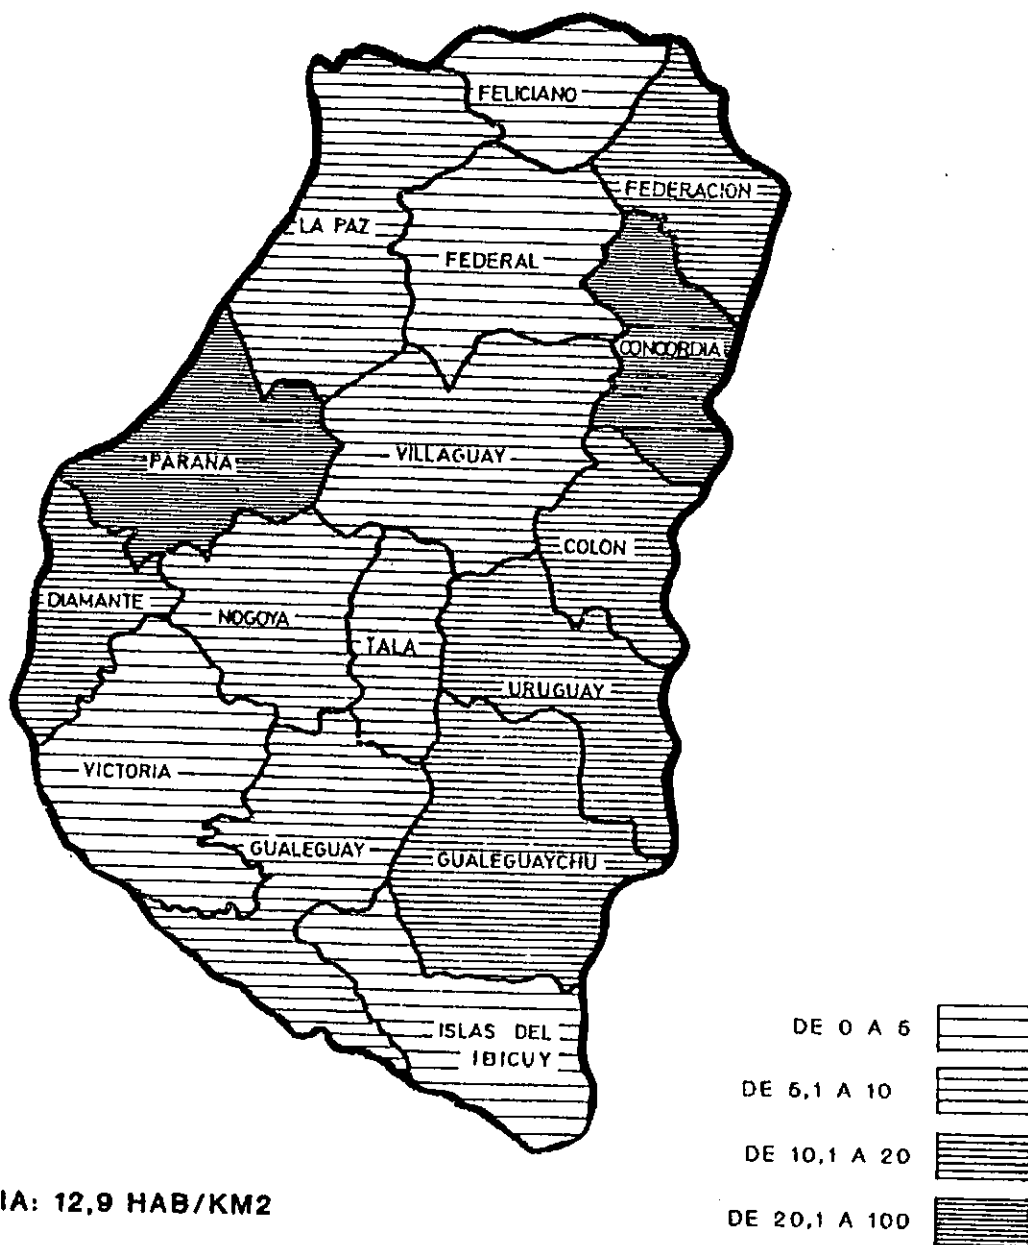 FELICIANO
FEDERACION
LA PAZ
FEDERAL
CONCORDIA
PARANA
VILLAGUAY
COLON
DIAMANTE
NOGOYA
TALA
URUGUAY
VICTORIA
GUALEGUAY
GUALEGUAYCHU
ISLAS DEL
IBICUY
DE 0 A 5
DE 5,1 A 10
DE 10,1 A 20
DE 20,1 A 100
IA: 12,9 HAB/KM2